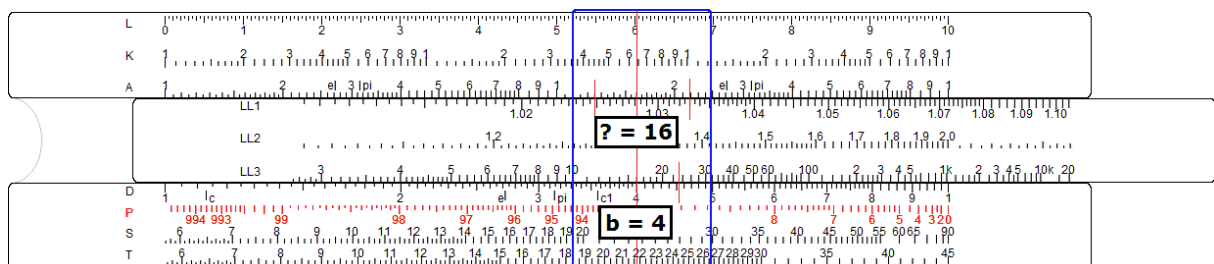 L 0 1 2 3 4 5 6 7 8 9 10
K 1 2 3 4 5 6 7 8 9 1 2 3 4 5 6 7 8 9 1 2 3 4 5 6 7 8 9 1
A 1 2 e 3 pi 4 5 6 7 8 9 1 2 e 3 pi 4 5 6 7 8 9 1
LL1 1.02 1.03 1.04 1.05 1.06 1.07 1.08 1.09 1.10
LL2 1,2 ? = 16 1,4 1,5 1,6 1,7 1,8 1,9 2,0
LL3 3 4 5 6 7 8 9 10 20 30 40 50 60 100 2 3 4 5 1k 2 3 4 5 10k 20
D 1 c 2 e 3 pi c1 4 5 6 7 8 9 1
P 994 993 99 98 97 96 95 94 b = 4 8 7 6 5 4 3 2 0
S 6 7 8 9 10 11 12 13 14 15 16 17 18 19 20 30 35 40 45 50 55 60 65 90
T 6 7 8 9 10 11 12 13 14 15 16 17 18 19 20 21 22 23 24 25 26 27 28 29 30 35 40 45